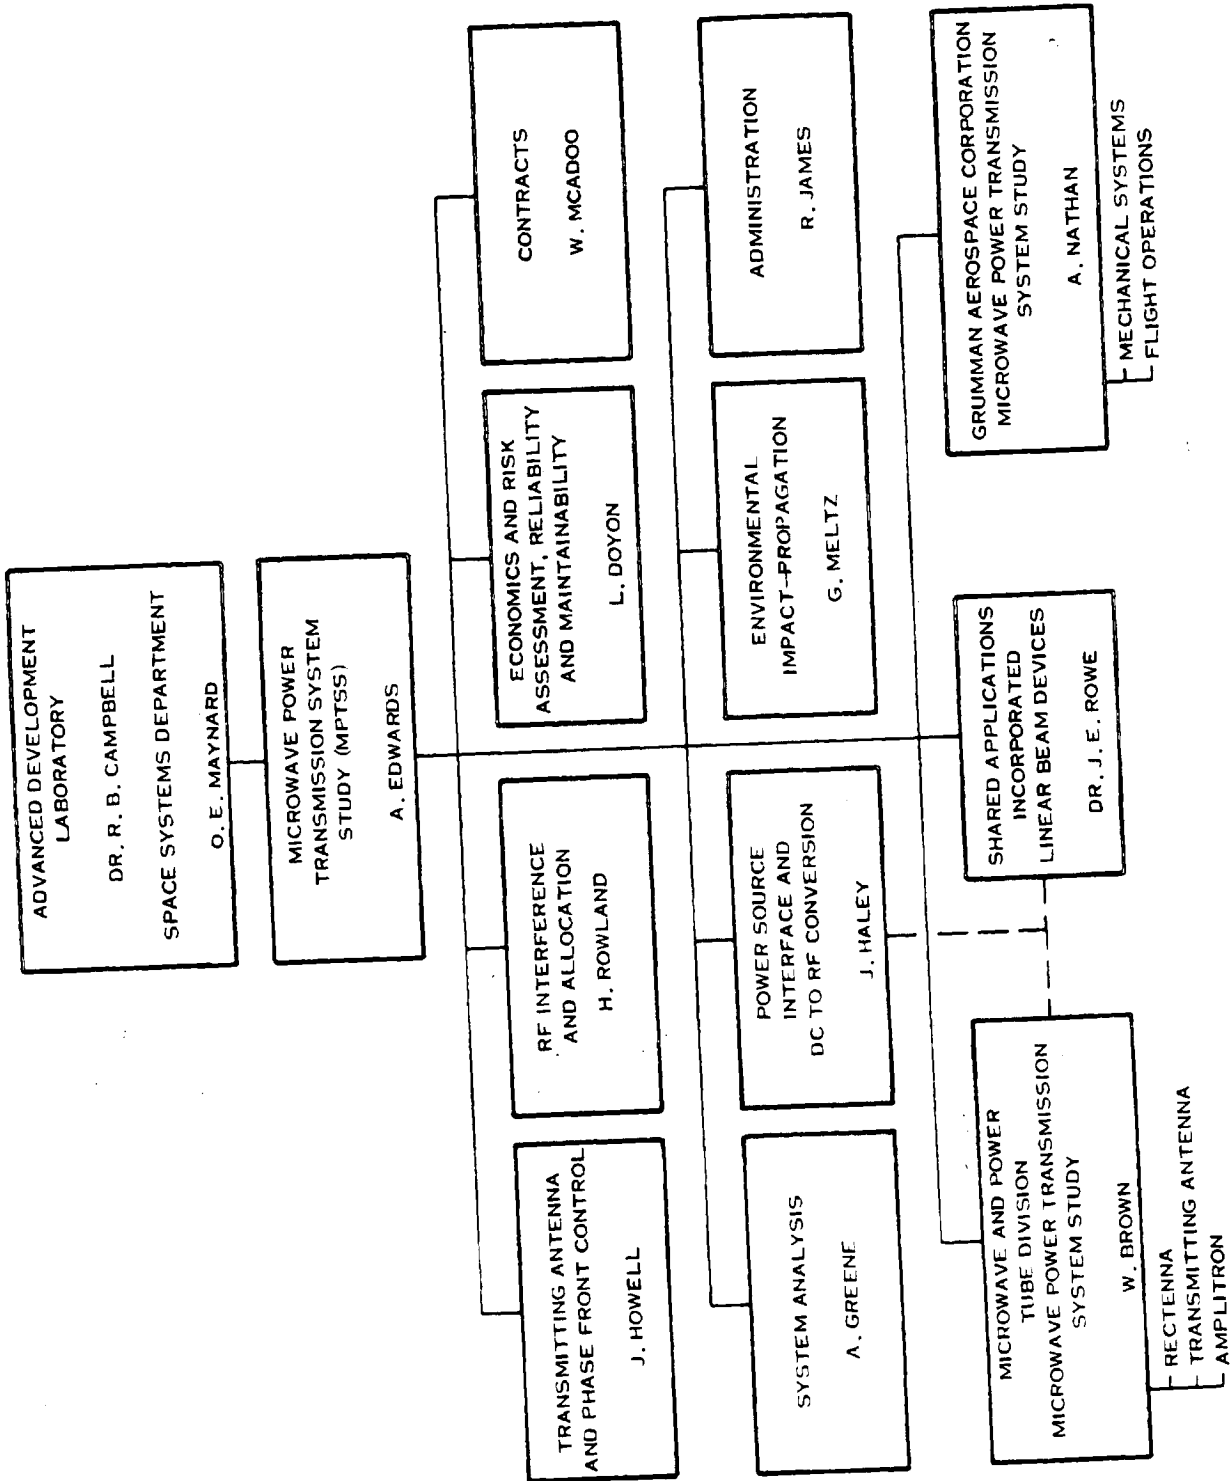 ADVANCED DEVELOPMENT
LABORATORY
DR. R. B. CAMPBELL
SPACE SYSTEMS DEPARTMENT
O. E. MAYNARD
MICROWAVE POWER
TRANSMISSION SYSTEM
STUDY (MPTSS)
A. EDWARDS
TRANSMITTING ANTENNA
AND PHASE FRONT CONTROL
J. HOWELL
RF INTERFERENCE
AND ALLOCATION
H. ROWLAND
ECONOMICS AND RISK
ASSESSMENT, RELIABILITY
AND MAINTAINABILITY
L. DOYON
CONTRACTS
W. MCADOO
SYSTEM ANALYSIS
A. GREENE
POWER SOURCE
INTERFACE AND
DC TO RF CONVERSION
J. HALEY
ENVIRONMENTAL
IMPACT-PROPAGATION
G. MELTZ
ADMINISTRATION
R. JAMES
MICROWAVE AND POWER
TUBE DIVISION
MICROWAVE POWER TRANSMISSION
SYSTEM STUDY
W. BROWN
RECTENNA
TRANSMITTING ANTENNA
AMPLITRON
SHARED APPLICATIONS
INCORPORATED
LINEAR BEAM DEVICES
DR. J. E. ROWE
GRUMMAN AEROSPACE CORPORATION
MICROWAVE POWER TRANSMISSION
SYSTEM STUDY
A. NATHAN
MECHANICAL SYSTEMS
FLIGHT OPERATIONS